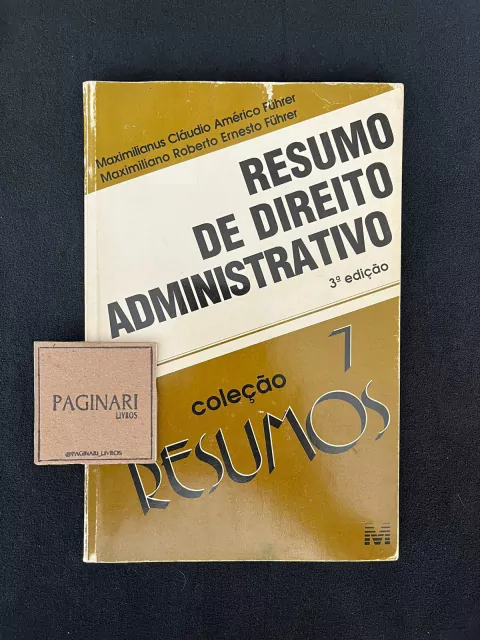 Maximilianus Cláudio Américo Führer
Maximiliano Roberto Ernesto Führer
RESUMO
DE DIREITO
ADMINISTRATIVO
3ª edição
7
coleção
RESUMOS
M
PAGINARI
LIVROS
@PAGINARI_LIVROS